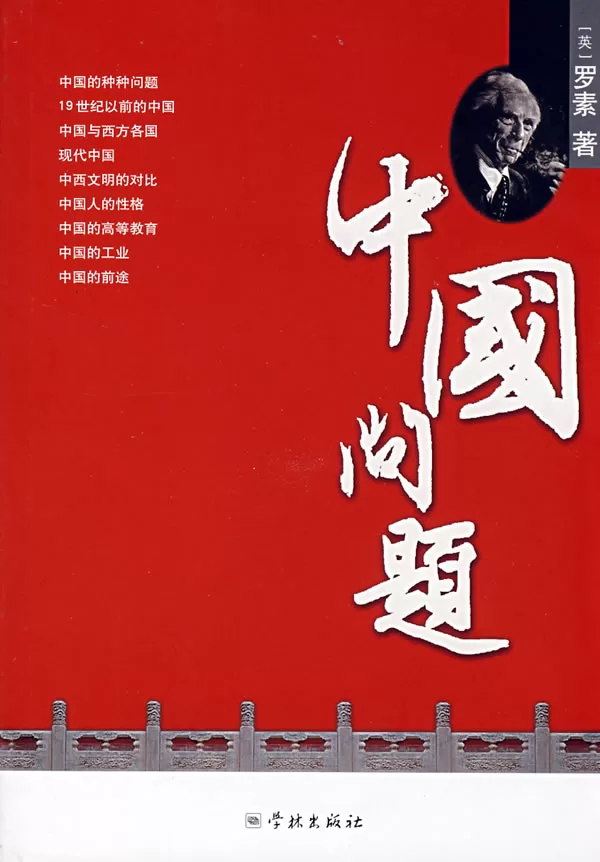 [英] 罗素 著
中國問題
中国的种种问题
19世纪以前的中国
中国与西方各国
现代中国
中西文明的对比
中国人的性格
中国的高等教育
中国的工业
中国的前途
学林出版社